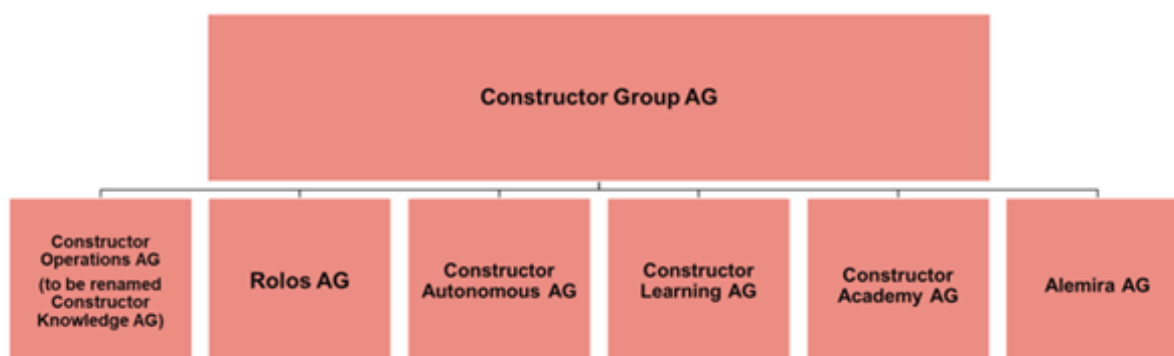 Constructor Group AG
Constructor
Operations AG
(to be renamed
Constructor
Knowledge AG)
Rolos AG
Constructor
Autonomous AG
Constructor
Learning AG
Constructor
Academy AG
Alemira AG